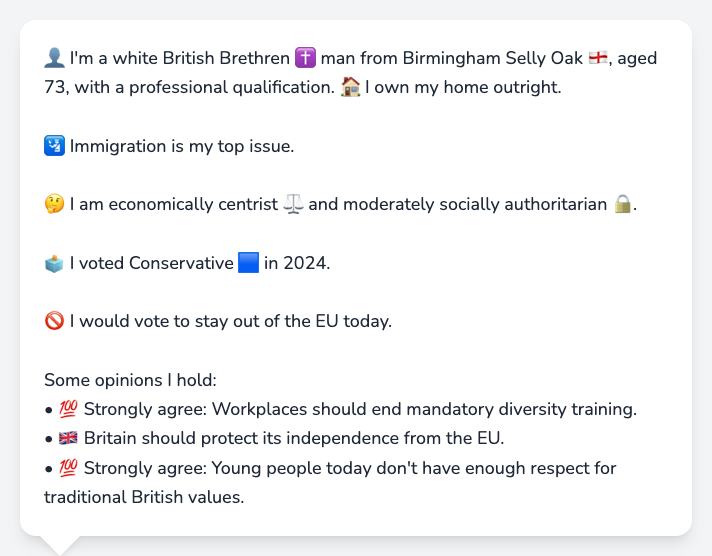 👤 I'm a white British Brethren ✝️ man from Birmingham Selly Oak 🏴󠁧󠁢󠁥󠁮󠁧󠁿, aged
73, with a professional qualification. 🏠 I own my home outright.
🛂 Immigration is my top issue.
🤔 I am economically centrist ⚖️ and moderately socially authoritarian 🔒.
🗳️ I voted Conservative 🟦 in 2024.
🚫 I would vote to stay out of the EU today.
Some opinions I hold:
• 💯 Strongly agree: Workplaces should end mandatory diversity training.
• 🇬🇧 Britain should protect its independence from the EU.
• 💯 Strongly agree: Young people today don't have enough respect for
traditional British values.